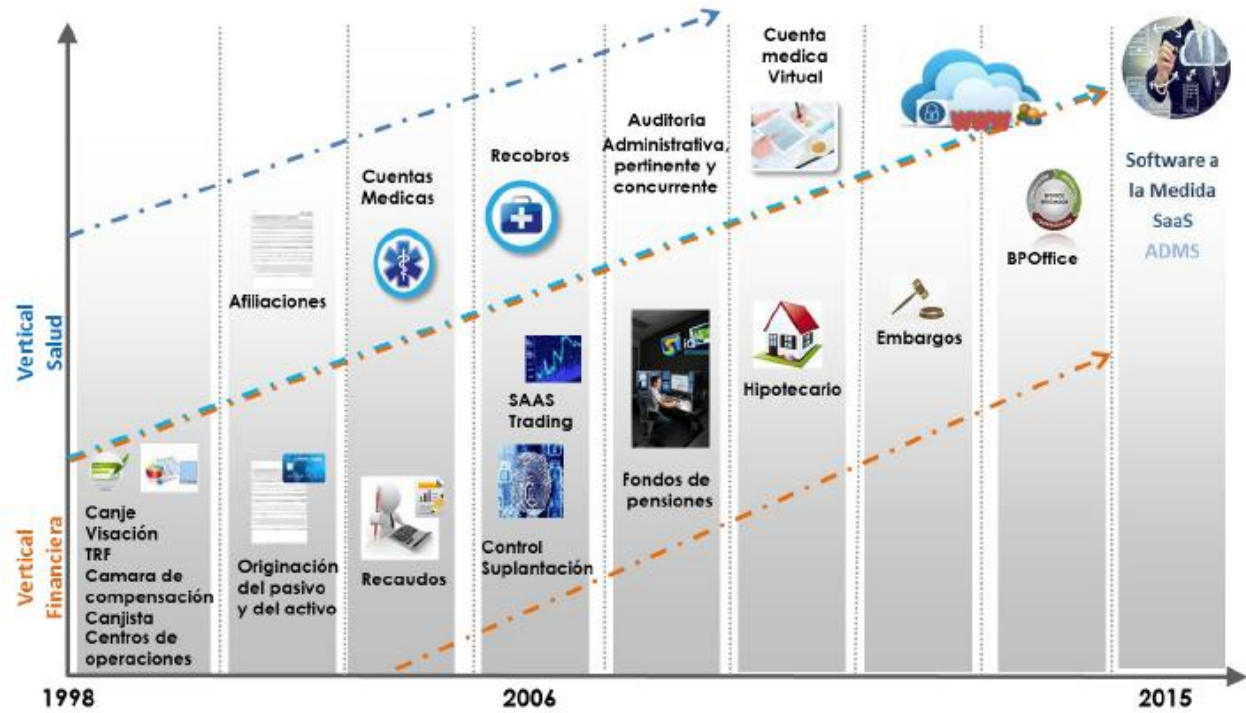 Vertical
Salud
Vertical
Financiera
Canje
Visación
TRF
Camara de
compensación
Canjista
Centros de
operaciones
Afiliaciones
Originación
del pasivo
y del activo
Cuentas
Medicas
Recaudos
Recobros
SAAS
Trading
Control
Suplantación
Auditoria
Administrativa,
pertinente y
concurrente
Fondos de
pensiones
Cuenta
medica
Virtual
Hipotecario
WWW
Embargos
BPOffice
Software a
la Medida
SaaS
ADMS
1998
2006
2015